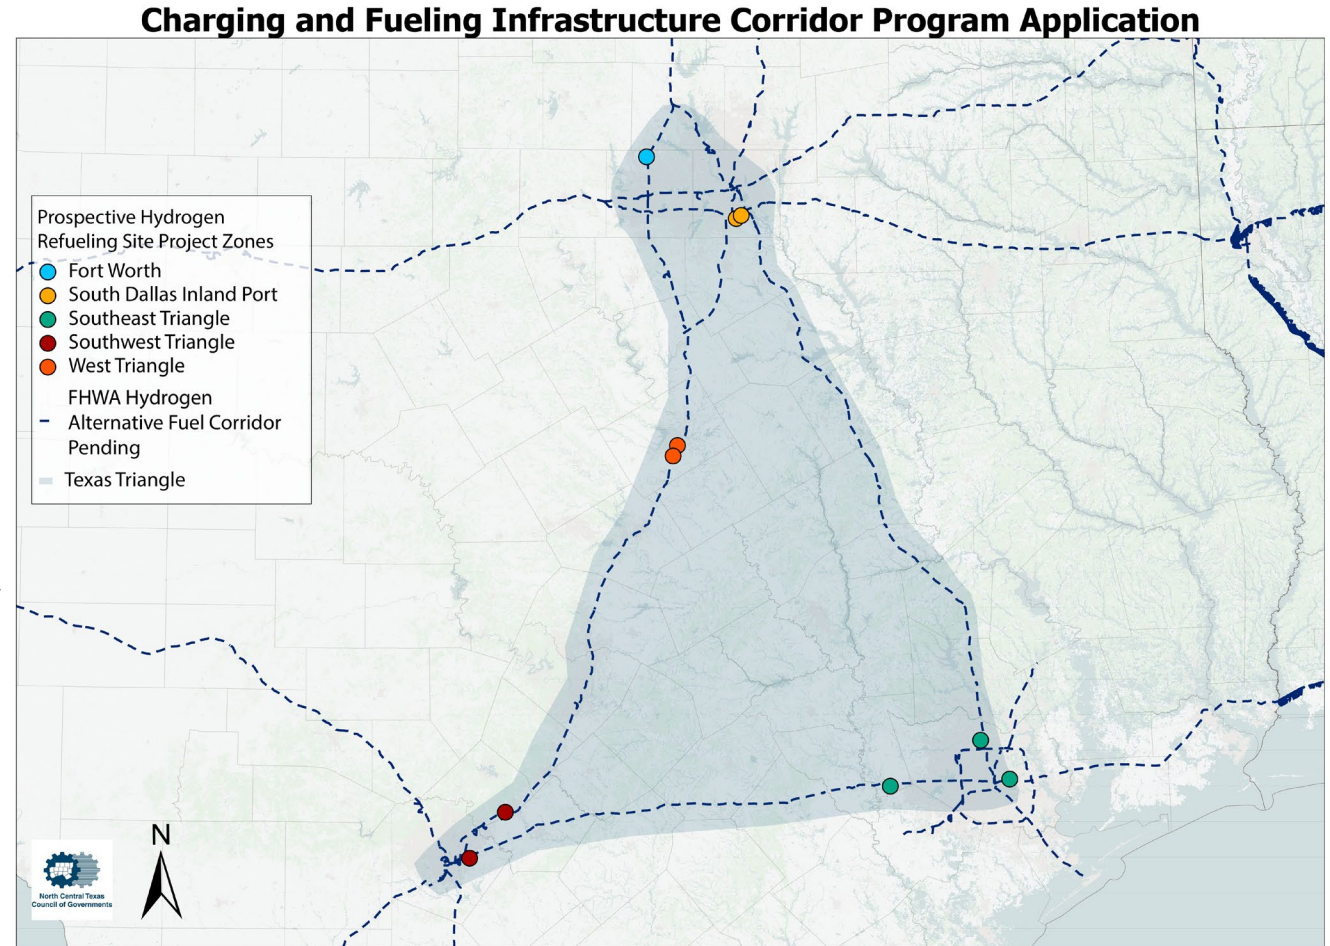 Charging and Fueling Infrastructure Corridor Program Application
Prospective Hydrogen
Refueling Site Project Zones
Fort Worth
South Dallas Inland Port
Southeast Triangle
Southwest Triangle
West Triangle
FHWA Hydrogen
Alternative Fuel Corridor
Pending
Texas Triangle
N
North Central Texas
Council of Governments